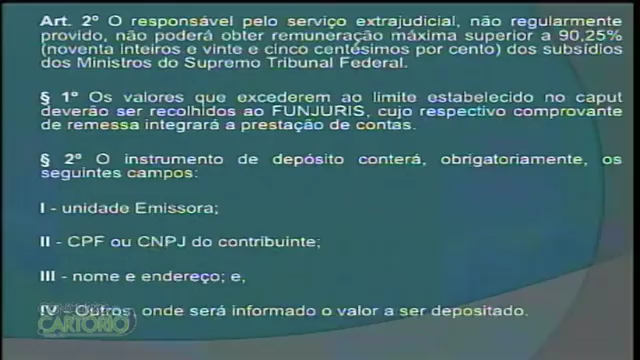 Art. 2º O responsável pelo serviço extrajudicial, não regularmente
provido, não poderá obter remuneração máxima superior a 90,25%
(noventa inteiros e vinte e cinco centésimos por cento) dos subsídios
dos Ministros do Supremo Tribunal Federal.
§ 1º Os valores que excederem ao limite estabelecido no caput
deverão ser recolhidos ao FUNJURIS, cujo respectivo comprovante
de remessa integrará a prestação de contas.
§ 2º O instrumento de depósito conterá, obrigatoriamente, os
seguintes campos:
I - unidade Emissora;
II - CPF ou CNPJ do contribuinte;
III - nome e endereço; e,
IV - Outros, onde será informado o valor a ser depositado.
CARTÓRIO